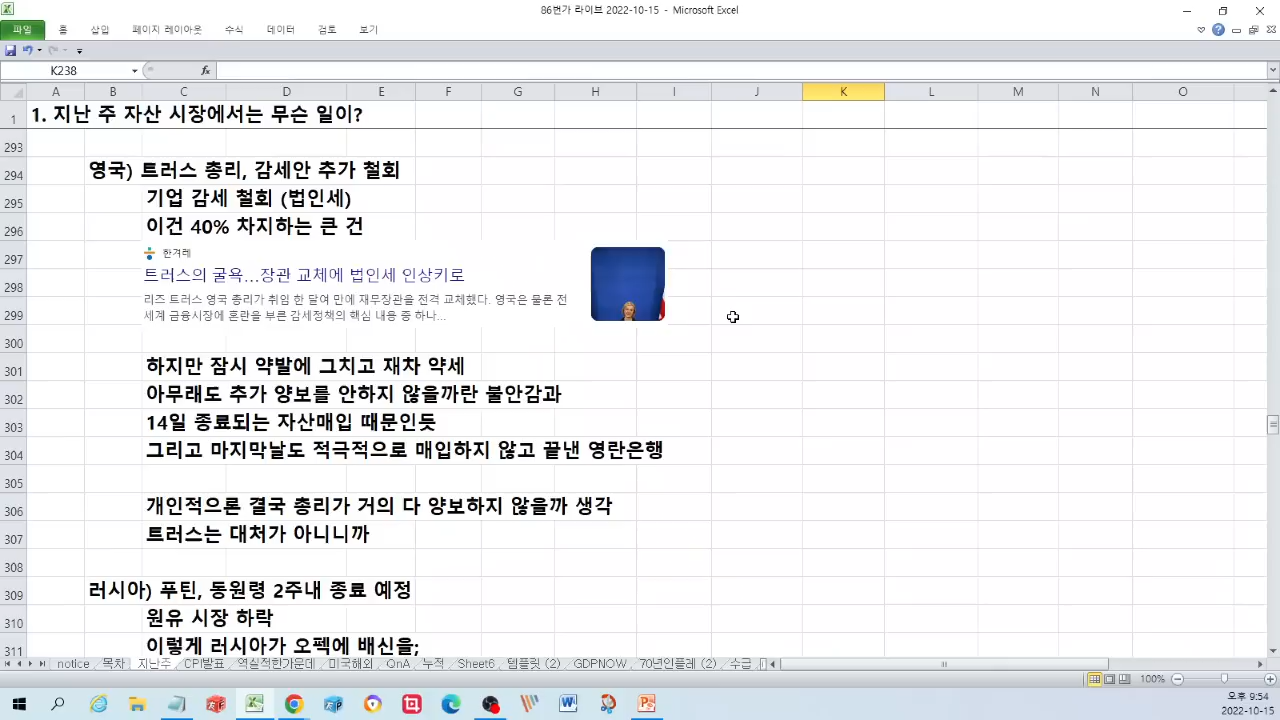 86번가 라이브 2022-10-15 - Microsoft Excel
파일 홈 삽입 페이지 레이아웃 수식 데이터 검토 보기
K238 fx
A B C D E F G H I J K L M N O
1 1. 지난 주 자산 시장에서는 무슨 일이?
293
294 영국) 트러스 총리, 감세안 추가 철회
295 기업 감세 철회 (법인세)
296 이건 40% 차지하는 큰 건
297 한겨레
298 트러스의 굴욕…장관 교체에 법인세 인상키로
리즈 트러스 영국 총리가 취임 한 달여 만에 재무장관을 전격 교체했다. 영국은 물론 전
299 세계 금융시장에 혼란을 부른 감세정책의 핵심 내용 중 하나...
300
301 하지만 잠시 약발에 그치고 재차 약세
302 아무래도 추가 양보를 안하지 않을까란 불안감과
303 14일 종료되는 자산매입 때문인듯
304 그리고 마지막날도 적극적으로 매입하지 않고 끝낸 영란은행
305
306 개인적으론 결국 총리가 거의 다 양보하지 않을까 생각
307 트러스는 대처가 아니니까
308
309 러시아) 푸틴, 동원령 2주내 종료 예정
310 원유 시장 하락
311 이렇게 러시아가 오펙에 배신을;
notice 목차 지난주 CPI발표 역실적한가운데 미국해외 QnA 누적 Sheet6 템플릿 (2) GDPNOW 70년인플레 (2) 수급
100%
오후 9:54
2022-10-15